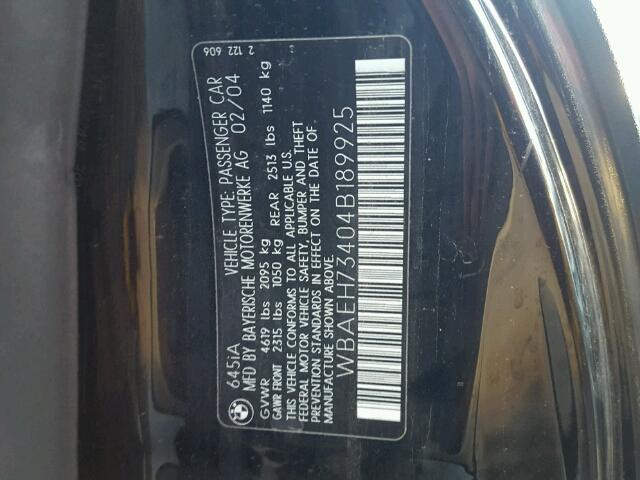 2 122 606
645iA VEHICLE TYPE: PASSENGER CAR
MFD BY BAYERISCHE MOTORENWERKE AG 02/04
GVWR 4619 lbs 2095 kg
GAWR FRONT 2315 lbs 1050 kg REAR 2513 lbs 1140 kg
THIS VEHICLE CONFORMS TO ALL APPLICABLE U.S.
FEDERAL MOTOR VEHICLE SAFETY, BUMPER AND THEFT
PREVENTION STANDARDS IN EFFECT ON THE DATE OF
MANUFACTURE SHOWN ABOVE.
WBAEH73404B189925